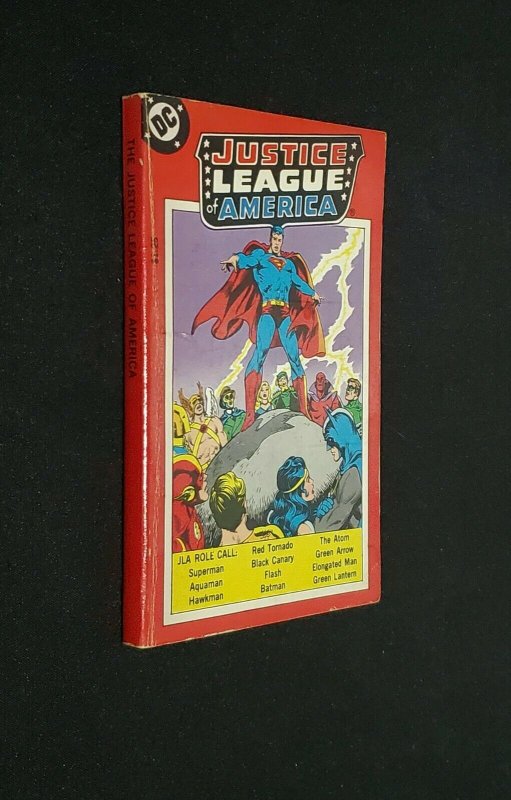 DC
JUSTICE
LEAGUE
of AMERICA®
THE JUSTICE LEAGUE OF AMERICA
JLA ROLE CALL:
Superman
Aquaman
Hawkman
Red Tornado
Black Canary
Flash
Batman
The Atom
Green Arrow
Elongated Man
Green Lantern